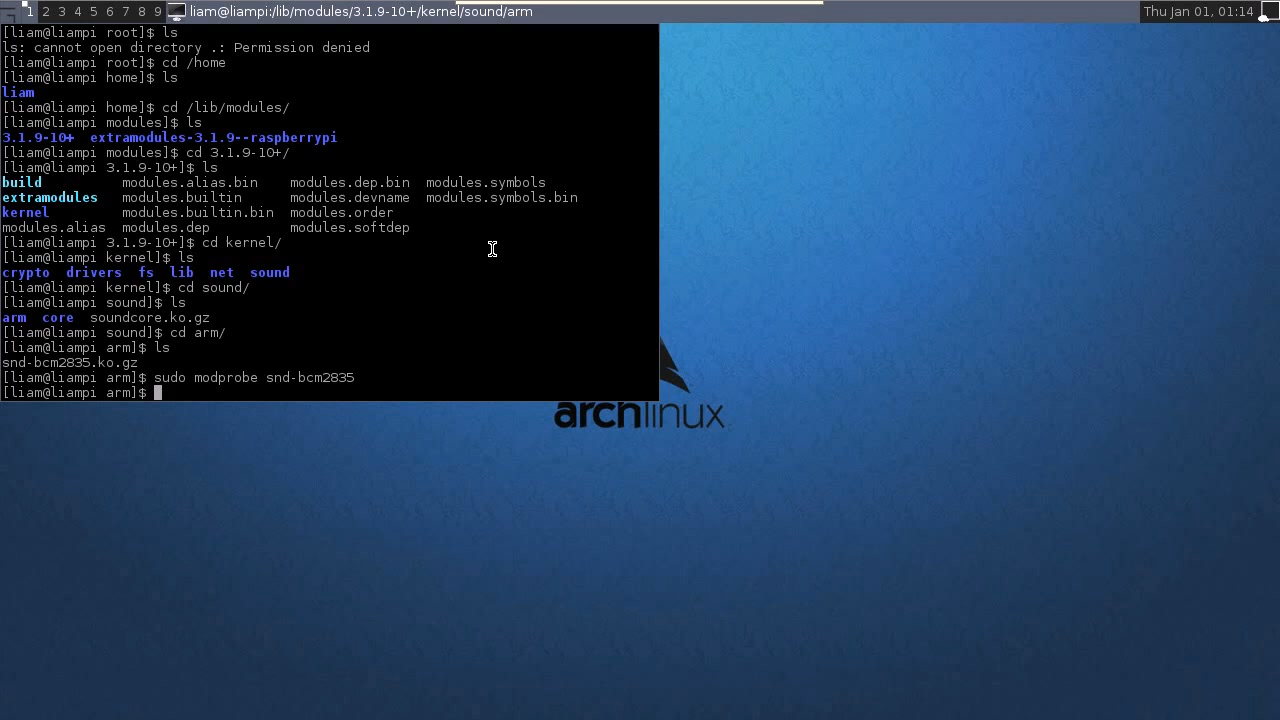 1 2 3 4 5 6 7 8 9 liam@liampi:/lib/modules/3.1.9-10+/kernel/sound/arm Thu Jan 01, 01:14
[liam@liampi root]$ ls
ls: cannot open directory .: Permission denied
[liam@liampi root]$ cd /home
[liam@liampi home]$ ls
liam
[liam@liampi home]$ cd /lib/modules/
[liam@liampi modules]$ ls
3.1.9-10+  extramodules-3.1.9--raspberrypi
[liam@liampi modules]$ cd 3.1.9-10+/
[liam@liampi 3.1.9-10+]$ ls
build          modules.alias.bin    modules.dep.bin  modules.symbols
extramodules   modules.builtin      modules.devname  modules.symbols.bin
kernel         modules.builtin.bin  modules.order
modules.alias  modules.dep          modules.softdep
[liam@liampi 3.1.9-10+]$ cd kernel/
[liam@liampi kernel]$ ls
crypto  drivers  fs  lib  net  sound
[liam@liampi kernel]$ cd sound/
[liam@liampi sound]$ ls
arm  core  soundcore.ko.gz
[liam@liampi sound]$ cd arm/
[liam@liampi arm]$ ls
snd-bcm2835.ko.gz
[liam@liampi arm]$ sudo modprobe snd-bcm2835
[liam@liampi arm]$
archlinux